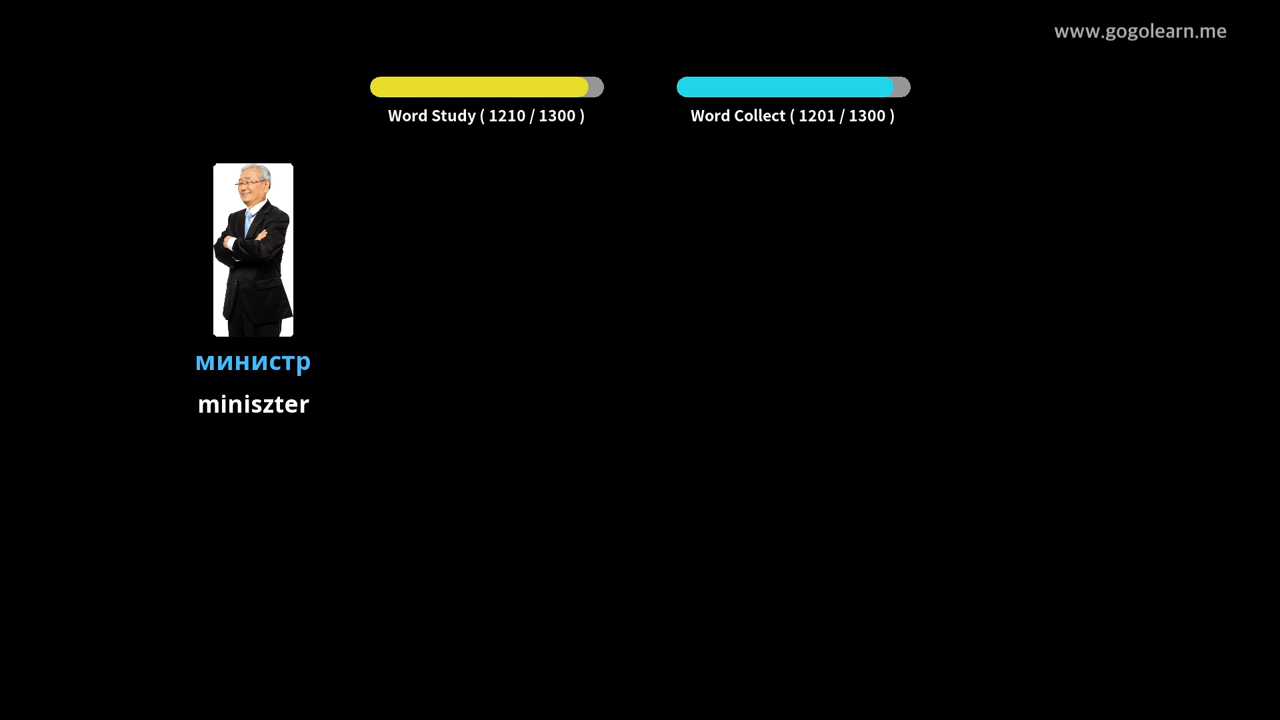 www.gogolearn.me
Word Study ( 1210 / 1300 )
Word Collect ( 1201 / 1300 )
министр
miniszter